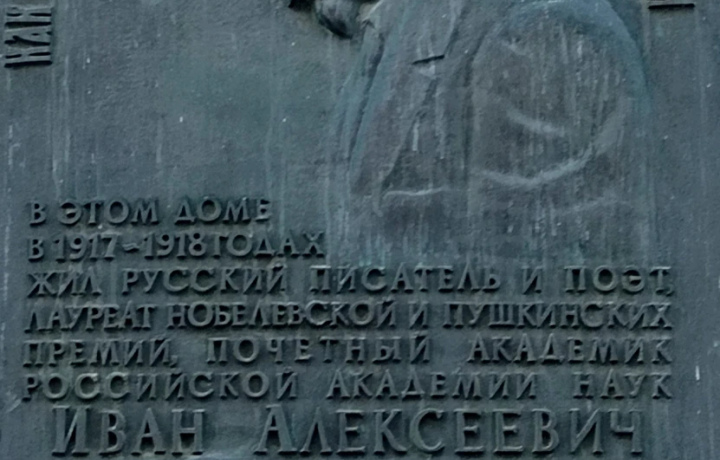 В ЭТОМ ДОМЕ
В 1917-1918 ГОДАХ
ЖИЛ РУССКИЙ ПИСАТЕЛЬ И ПОЭТ,
ЛАУРЕАТ НОБЕЛЕВСКОЙ И ПУШКИНСКИХ
ПРЕМИЙ, ПОЧЕТНЫЙ АКАДЕМИК
РОССИЙСКОЙ АКАДЕМИИ НАУК
ИВАН АЛЕКСЕЕВИЧ